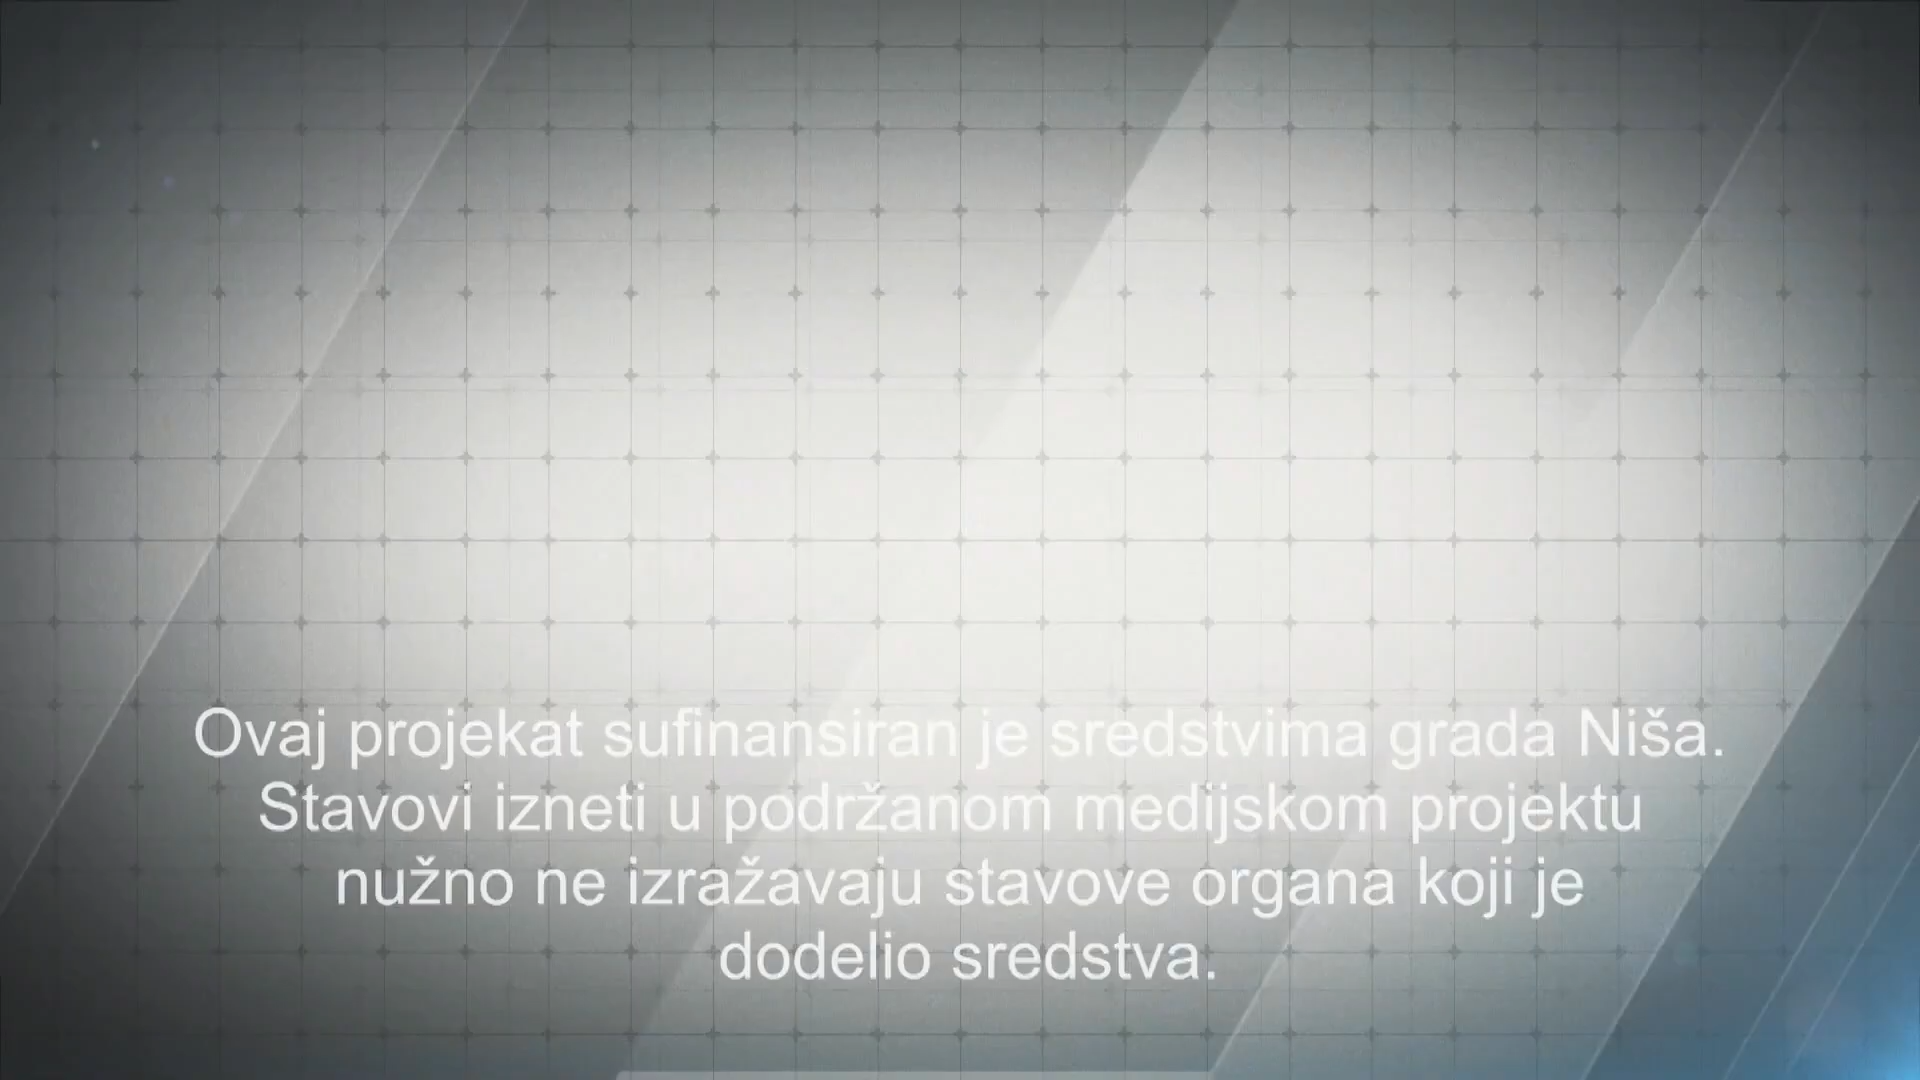 Ovaj projekat sufinansiran je sredstvima grada Niša.
Stavovi izneti u podržanom medijskom projektu
nužno ne izražavaju stavove organa koji je
dodelio sredstva.